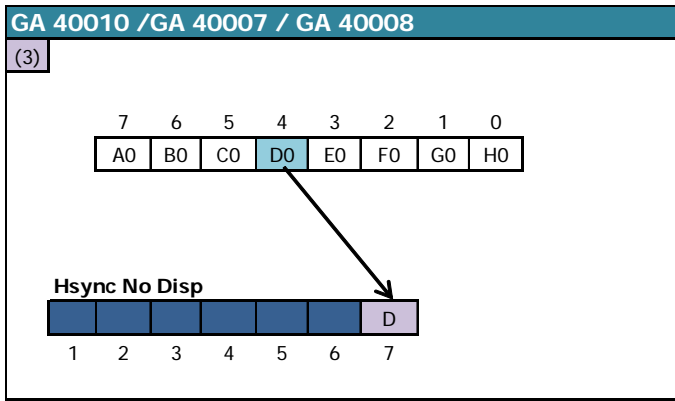 GA 40010 /GA 40007 / GA 40008
(3)
7 6 5 4 3 2 1 0
A0 B0 C0 D0 E0 F0 G0 H0
Hsync No Disp
D
1 2 3 4 5 6 7